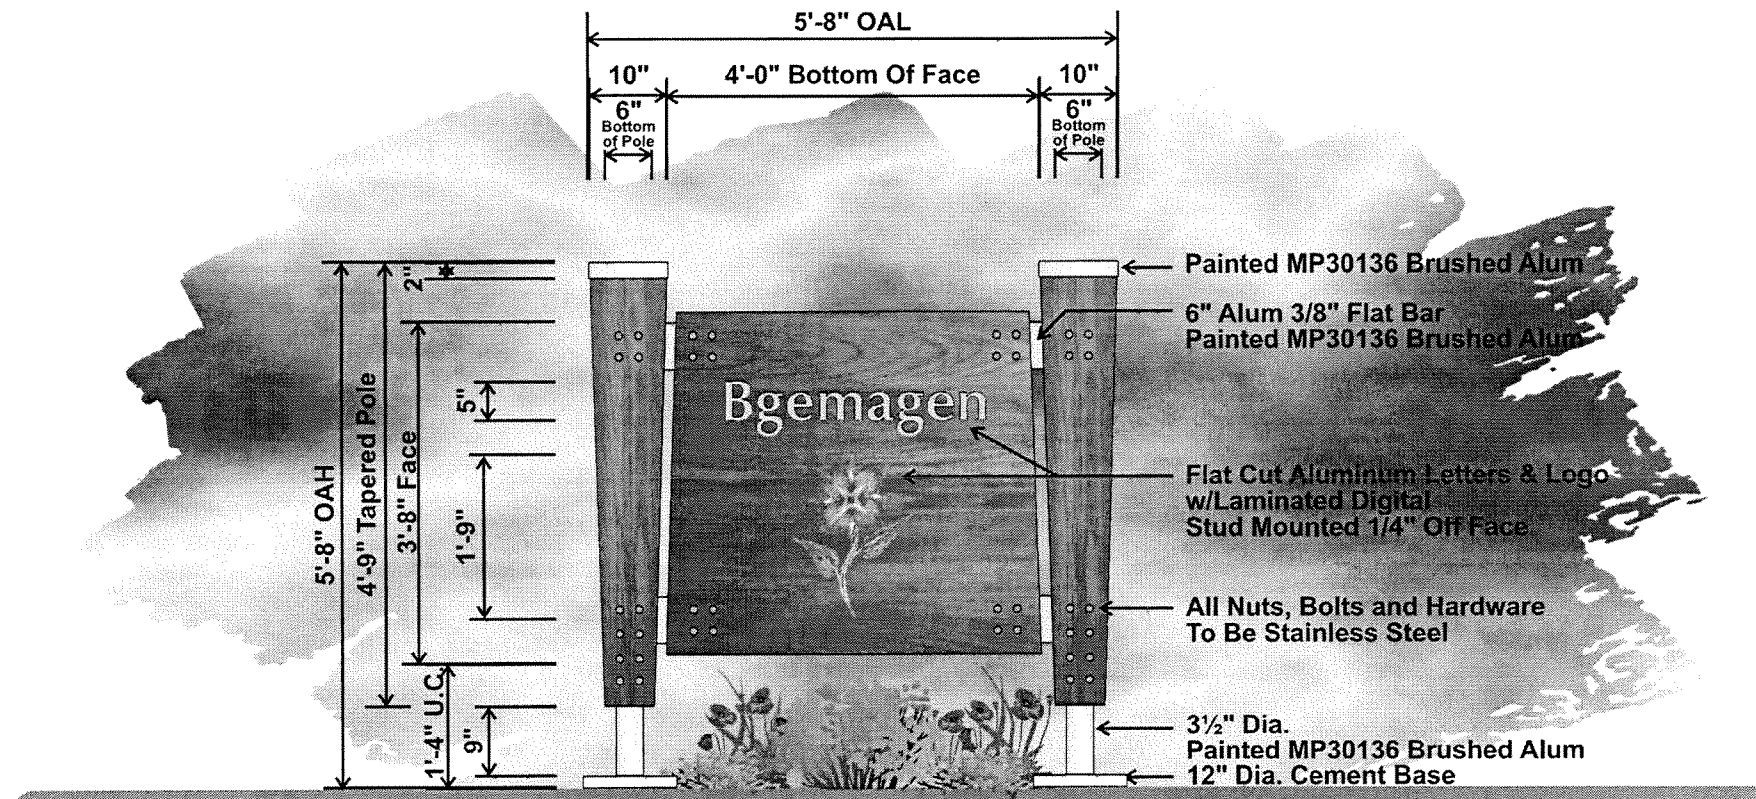 5'-8" OAL
10"
4'-0" Bottom Of Face
10"
6"
Bottom
of Pole
6"
Bottom
of Pole
2"
5'-8" OAH
4'-9" Tapered Pole
3'-8" Face
5"
1'-9"
1'-4" U.C.
9"
Bgemagen
Painted MP30136 Brushed Alum
6" Alum 3/8" Flat Bar
Painted MP30136 Brushed Alum
Flat Cut Aluminum Letters & Logo
w/Laminated Digital
Stud Mounted 1/4" Off Face
All Nuts, Bolts and Hardware
To Be Stainless Steel
3½" Dia.
Painted MP30136 Brushed Alum
12" Dia. Cement Base